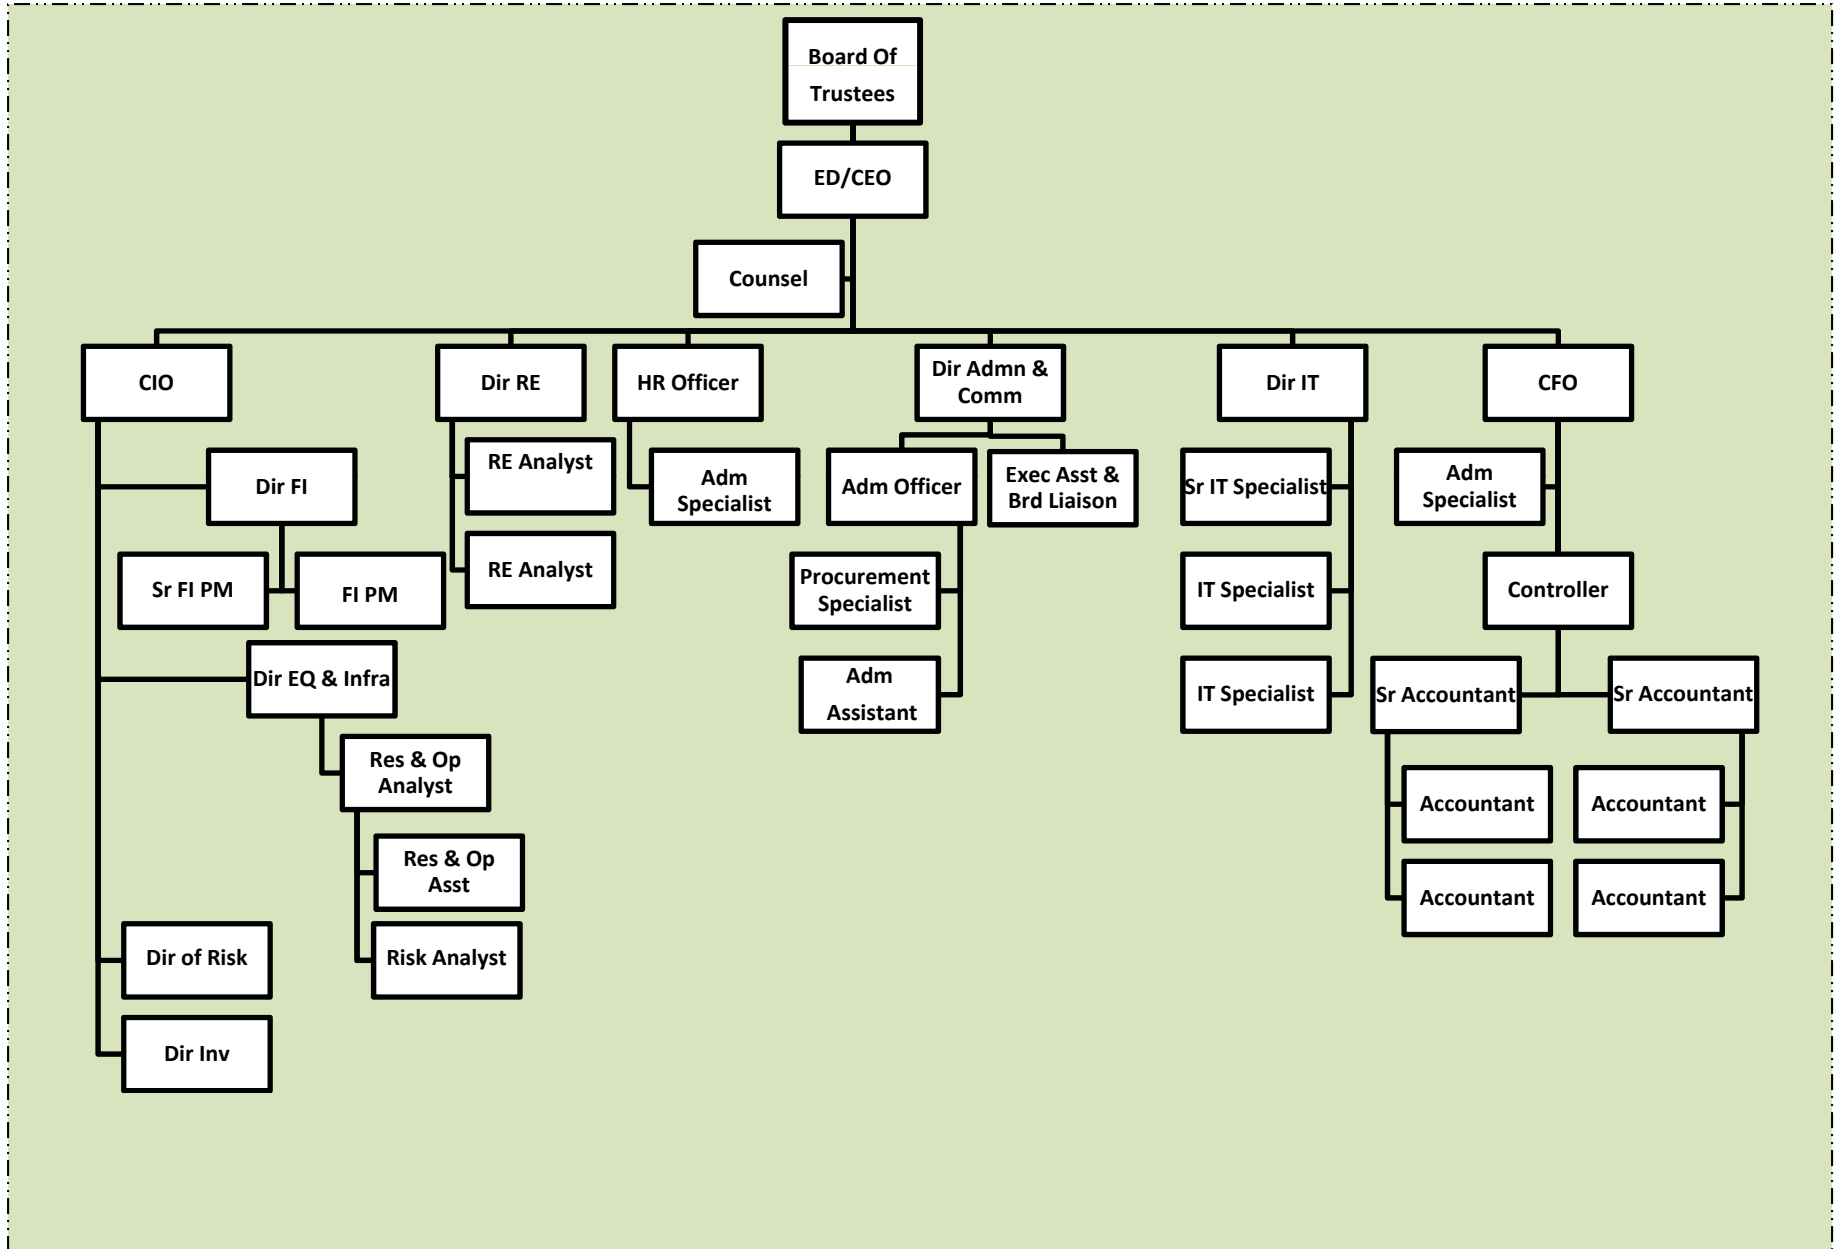 Board Of
Trustees
ED/CEO
Counsel
CIO
Dir RE
HR Officer
Dir Admn &
Comm
Dir IT
CFO
Dir FI
RE Analyst
Adm
Specialist
Adm Officer
Exec Asst &
Brd Liaison
Sr IT Specialist
Adm
Specialist
Sr FI PM
FI PM
RE Analyst
Procurement
Specialist
IT Specialist
Controller
Dir EQ & Infra
Adm
Assistant
IT Specialist
Sr Accountant
Sr Accountant
Res & Op
Analyst
Accountant
Accountant
Res & Op
Asst
Accountant
Accountant
Dir of Risk
Risk Analyst
Dir Inv